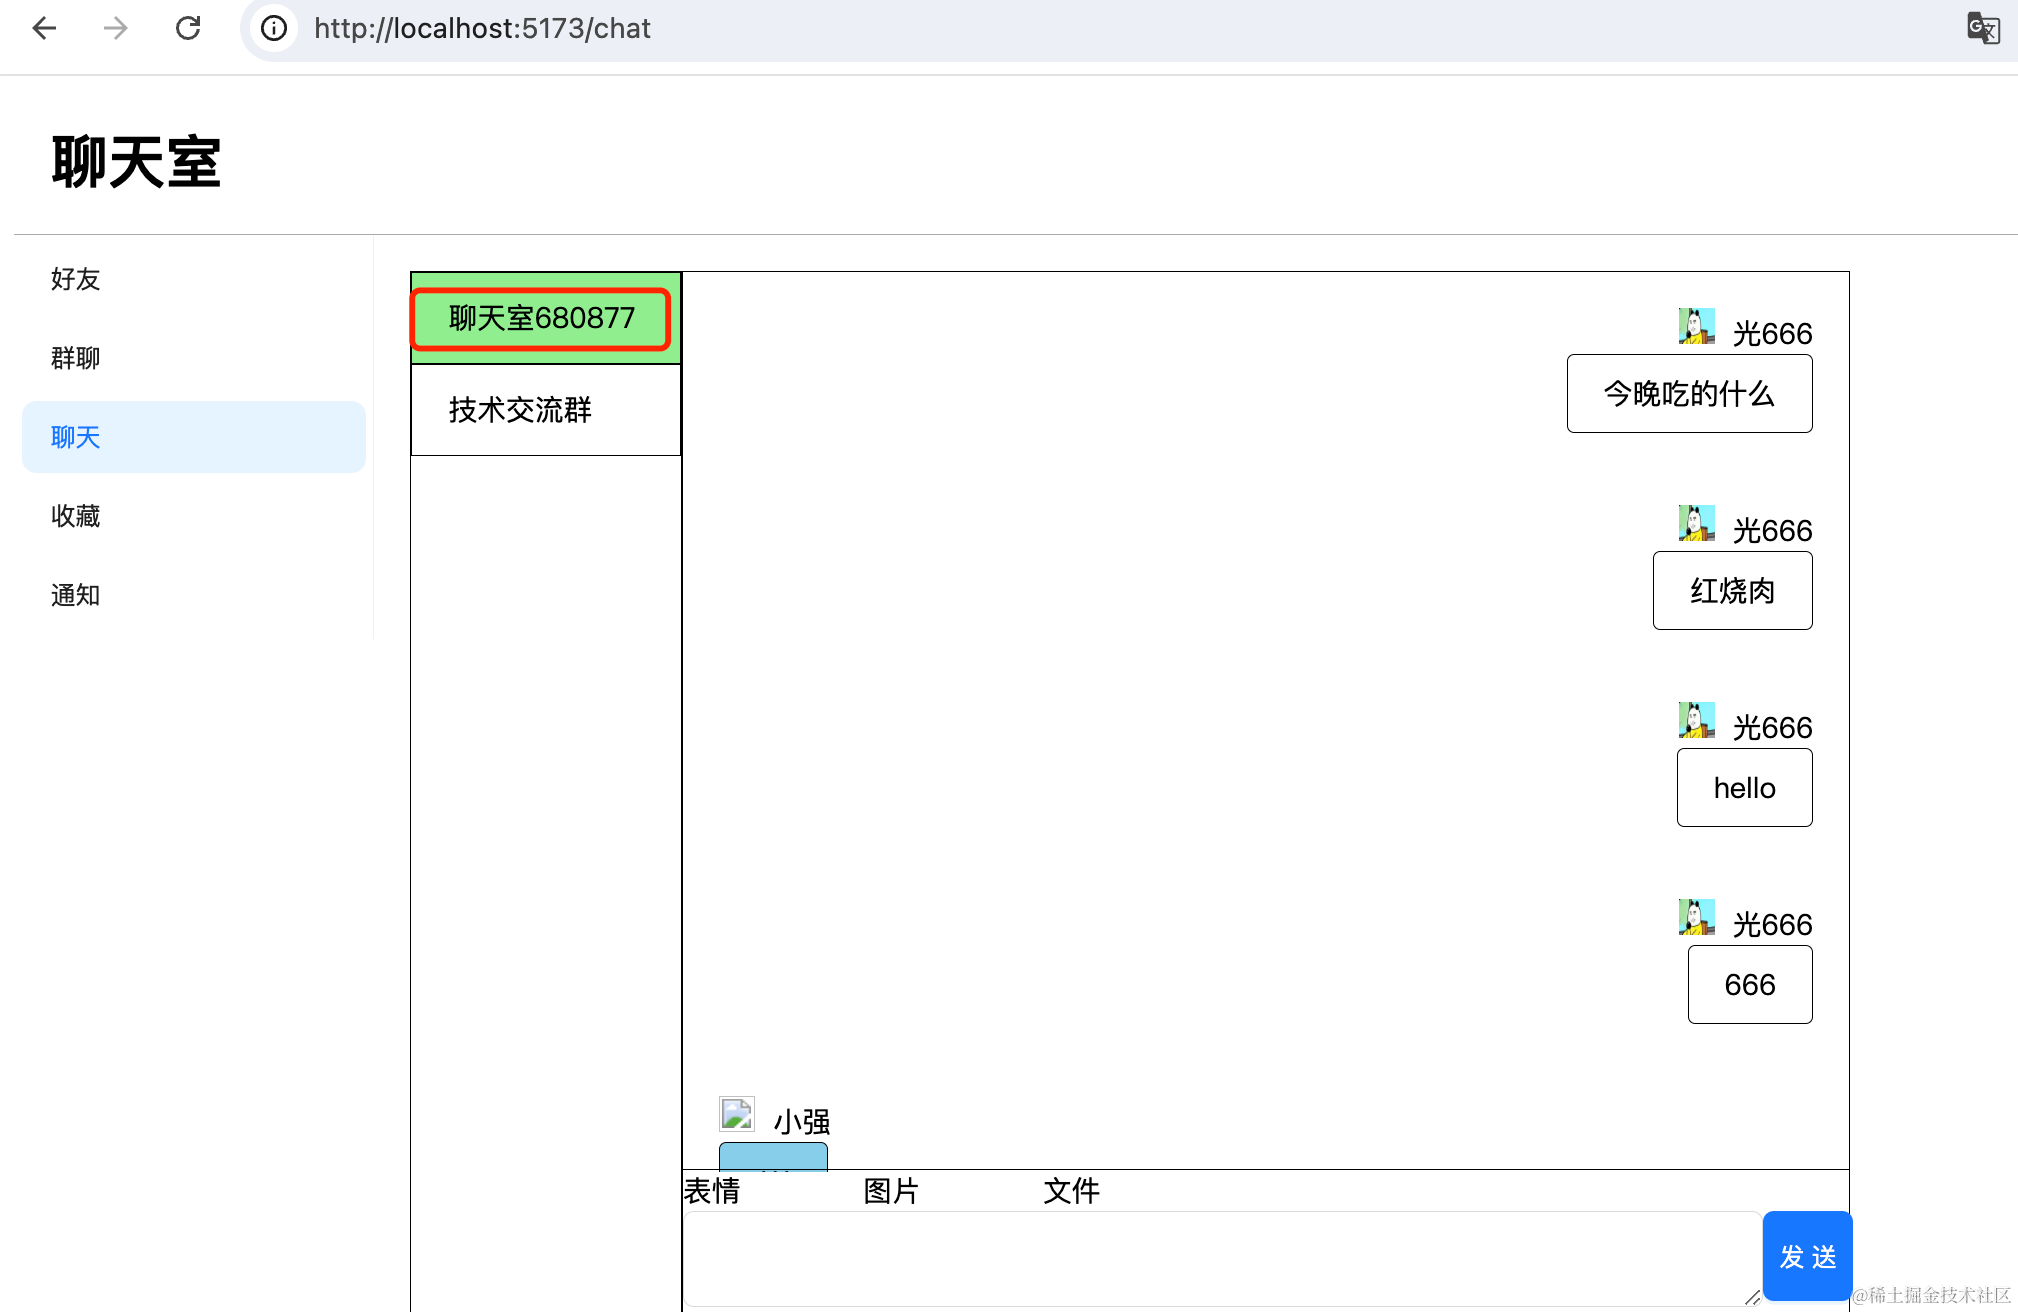 http://localhost:5173/chat
聊天室
好友
群聊
聊天
收藏
通知
聊天室680877
技术交流群
光666
今晚吃的什么
光666
红烧肉
光666
hello
光666
666
小强
表情 图片 文件
发 送
@稀土掘金技术社区